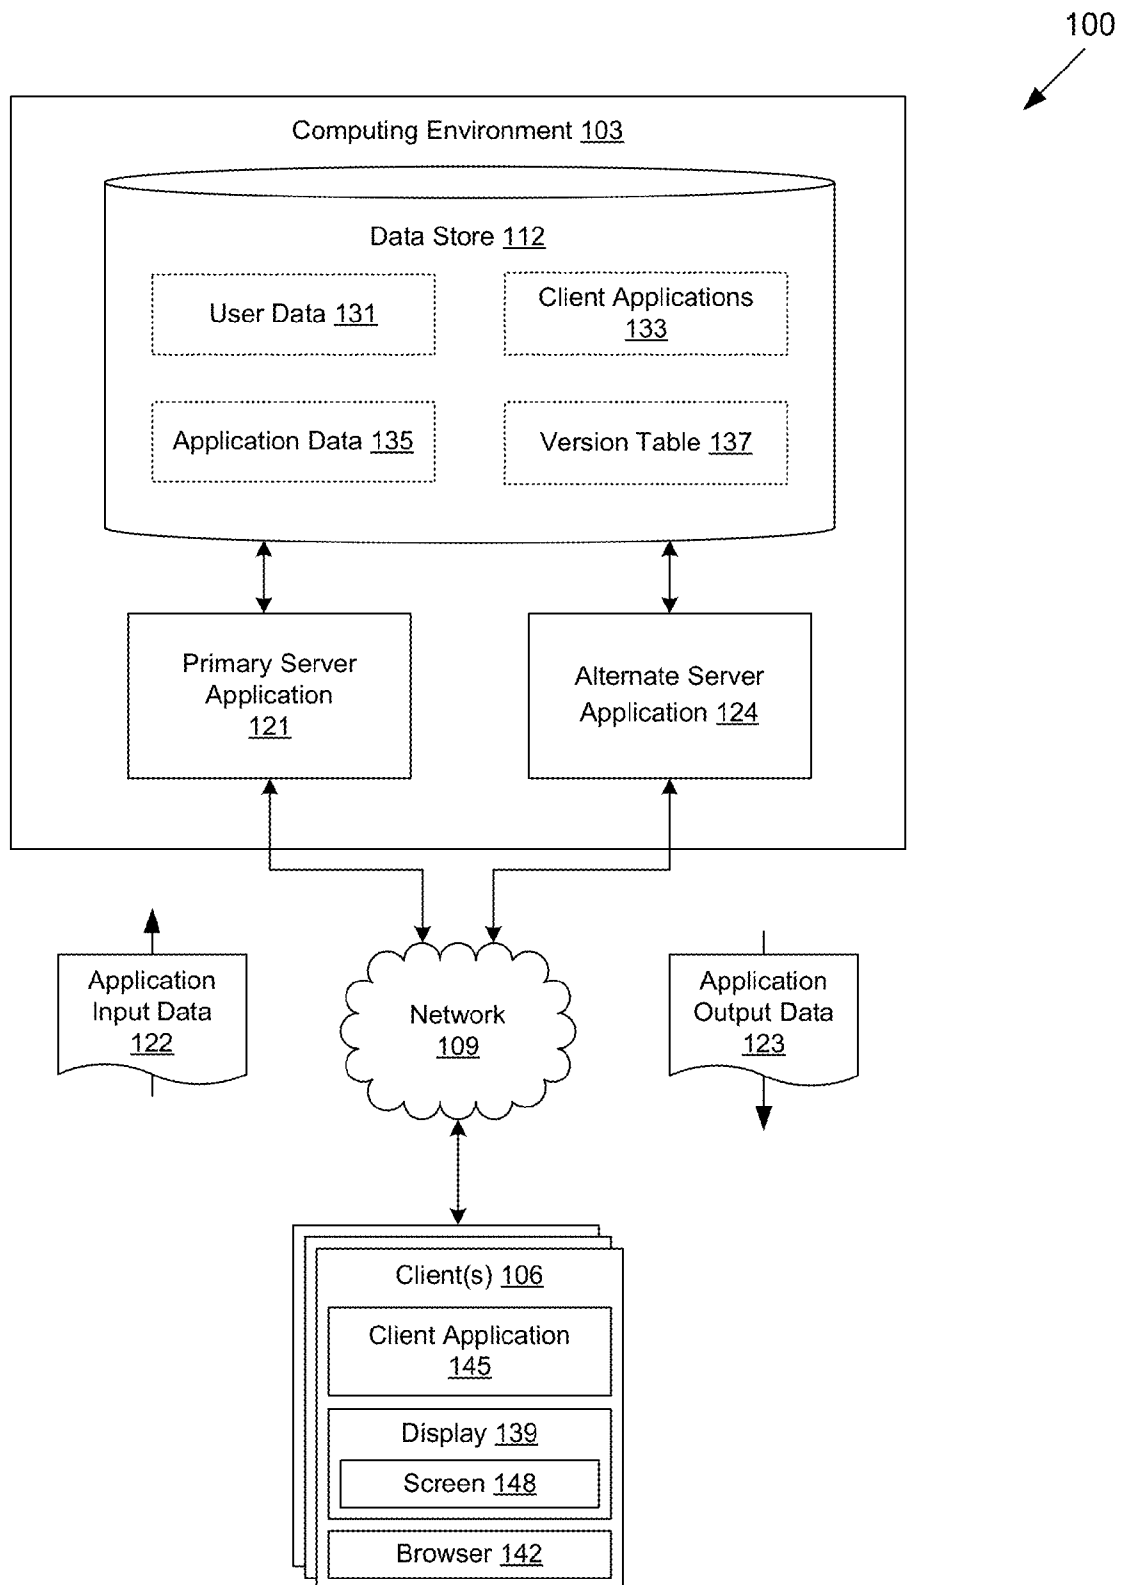 100
Computing Environment 103
Data Store 112
User Data 131
Client Applications
133
Application Data 135
Version Table 137
Primary Server
Application
121
Alternate Server
Application 124
Application
Input Data
122
Network
109
Application
Output Data
123
Client(s) 106
Client Application
145
Display 139
Screen 148
Browser 142